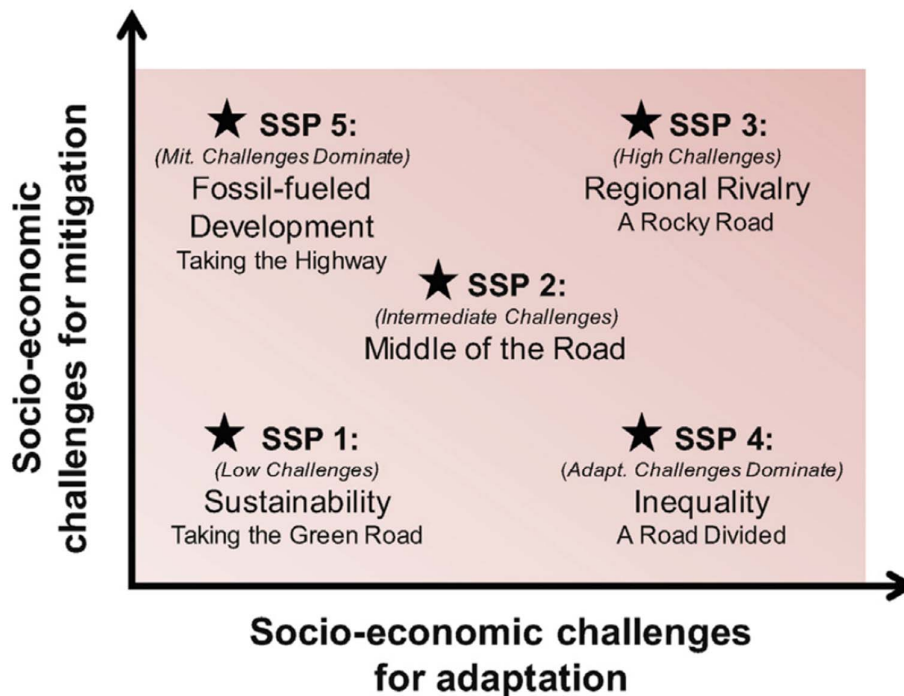 Socio-economic
challenges for mitigation
SSP 5:
(Mit. Challenges Dominate)
Fossil-fueled
Development
Taking the Highway
SSP 3:
(High Challenges)
Regional Rivalry
A Rocky Road
SSP 2:
(Intermediate Challenges)
Middle of the Road
SSP 1:
(Low Challenges)
Sustainability
Taking the Green Road
SSP 4:
(Adapt. Challenges Dominate)
Inequality
A Road Divided
Socio-economic challenges
for adaptation